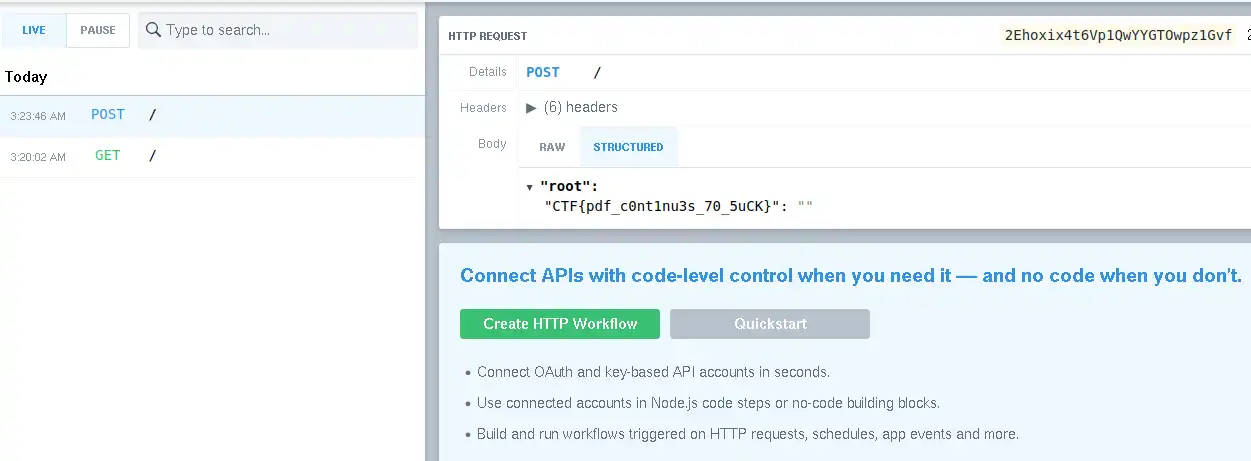 LIVE PAUSE Type to search...
Today
3:23:46 AM POST /
3:20:02 AM GET /
HTTP REQUEST 2Ehoxix4t6Vp1QwYYGTOwpz1Gvf
Details POST /
Headers ▶ (6) headers
Body RAW STRUCTURED
▼ "root":
"CTF{pdf_c0nt1nu3s_70_5uCK}": ""
Connect APIs with code-level control when you need it — and no code when you don't.
Create HTTP Workflow Quickstart
• Connect OAuth and key-based API accounts in seconds.
• Use connected accounts in Node.js code steps or no-code building blocks.
• Build and run workflows triggered on HTTP requests, schedules, app events and more.